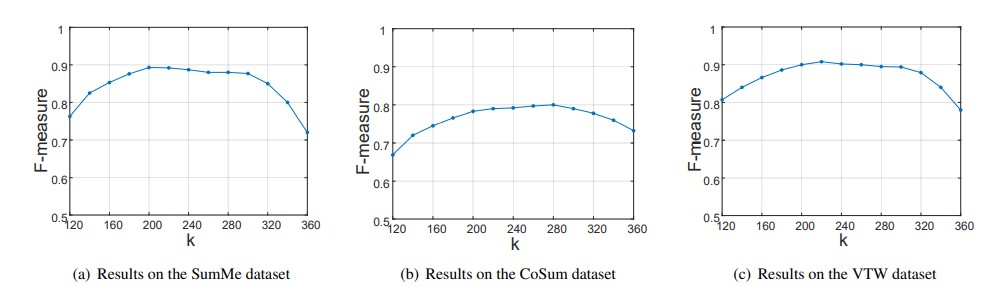 1
0.9
0.8
0.7
0.6
0.5
F-measure
120 160 200 240 280 320 360
k
(a) Results on the SumMe dataset
1
0.9
0.8
0.7
0.6
0.5
F-measure
120 160 200 240 280 320 360
k
(b) Results on the CoSum dataset
1
0.9
0.8
0.7
0.6
0.5
F-measure
120 160 200 240 280 320 360
k
(c) Results on the VTW dataset